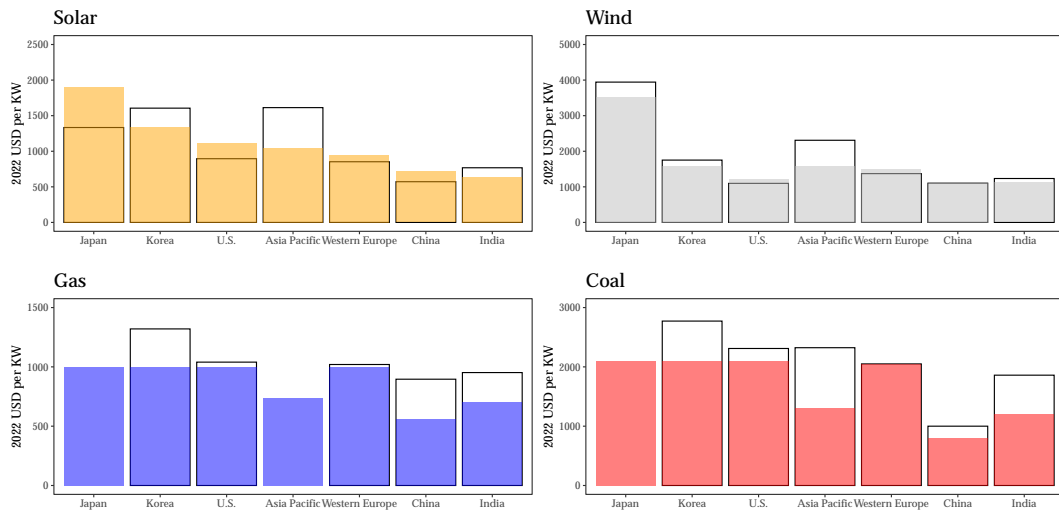 Solar
2022 USD per KW
2500
2000
1500
1000
500
0
Japan Korea U.S. Asia Pacific Western Europe China India
Wind
2022 USD per KW
5000
4000
3000
2000
1000
0
Japan Korea U.S. Asia Pacific Western Europe China India
Gas
2022 USD per KW
1500
1000
500
0
Japan Korea U.S. Asia Pacific Western Europe China India
Coal
2022 USD per KW
3000
2000
1000
0
Japan Korea U.S. Asia Pacific Western Europe China India